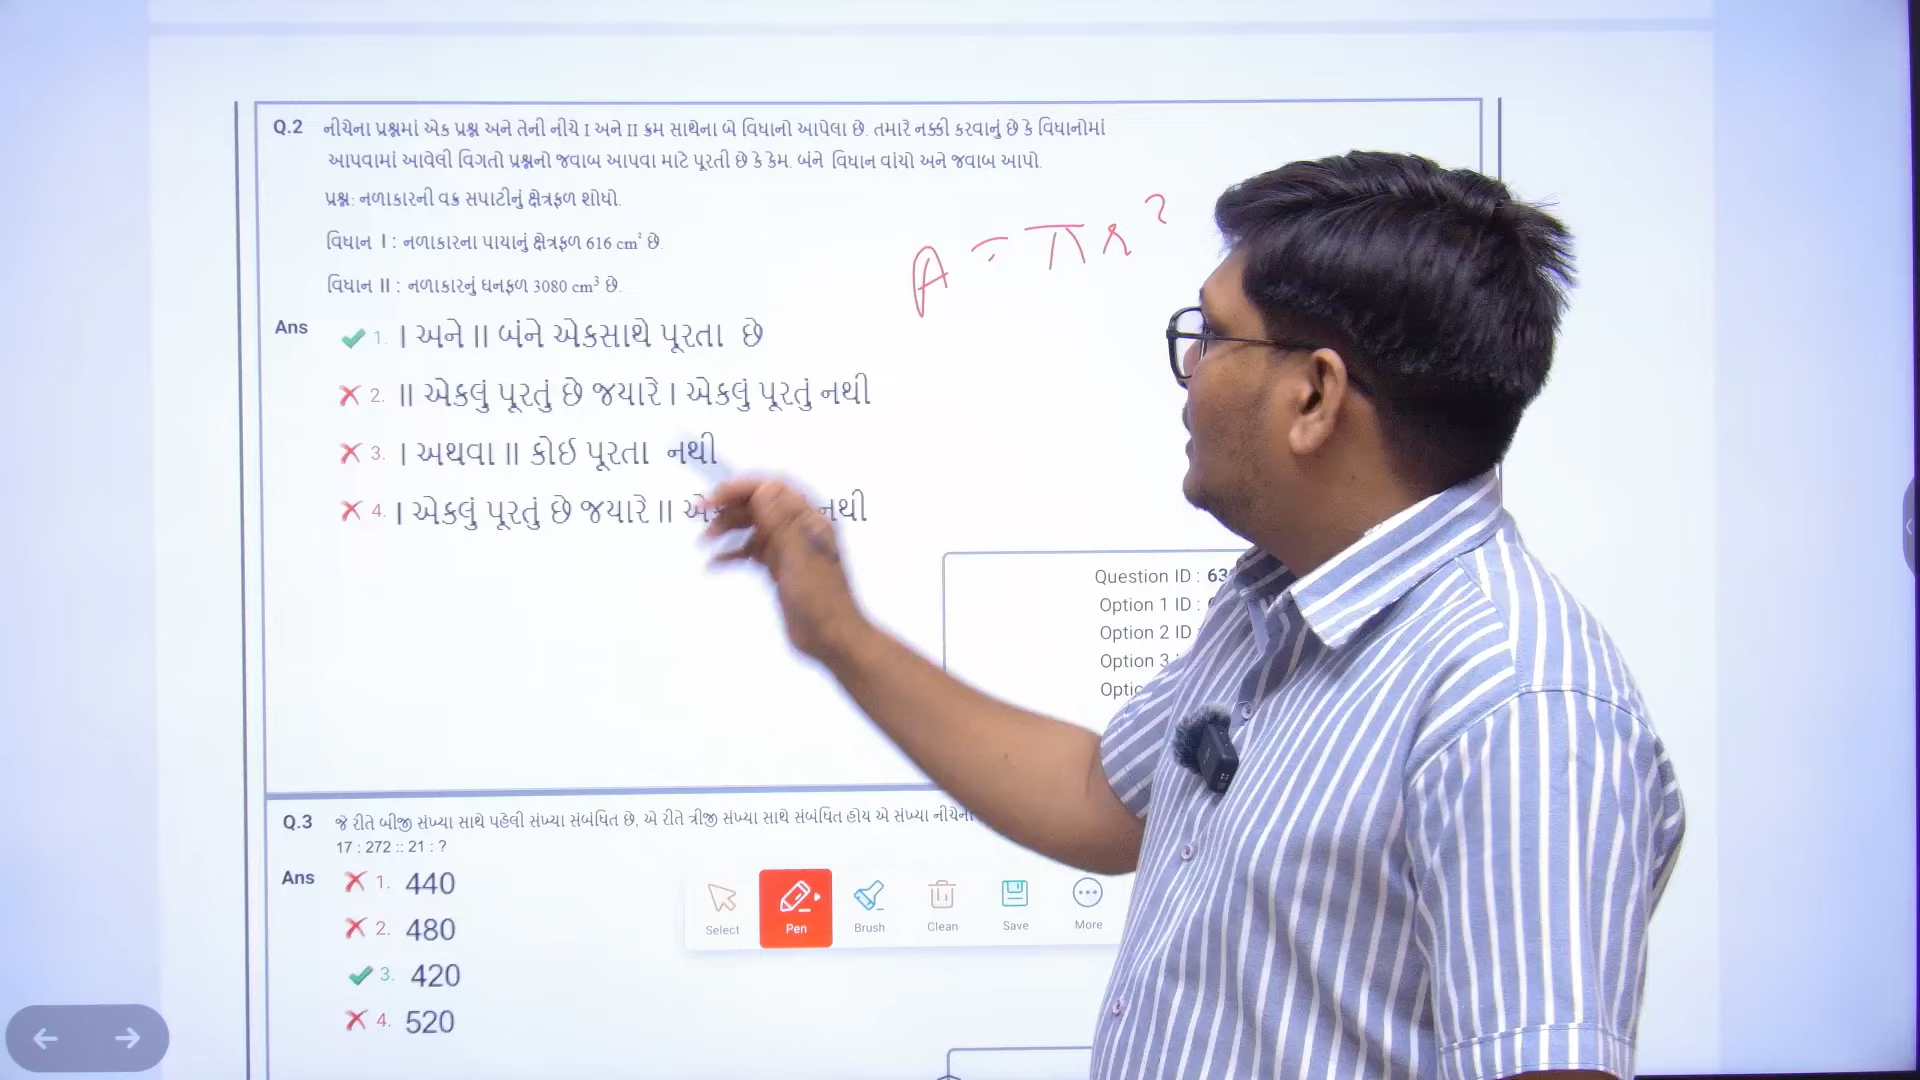 Q.2 નીચેના પ્રશ્નમાં એક પ્રશ્ન અને તેની નીચે I અને II ક્રમ સાથેના બે વિધાનો આપેલા છે. તમારે નક્કી કરવાનું છે કે વિધાનોમાં
આપવામાં આવેલી વિગતો પ્રશ્નનો જવાબ આપવા માટે પૂરતી છે કે કેમ. બંને વિધાન વાંચો અને જવાબ આપો.
પ્રશ્ન: નળાકારની વક્ર સપાટીનું ક્ષેત્રફળ શોધો.
વિધાન I : નળાકારના પાયાનું ક્ષેત્રફળ 616 cm² છે.
A = πr²
વિધાન II : નળાકારનું ઘનફળ 3080 cm³ છે.
Ans 1. I અને II બંને એકસાથે પૂરતા છે
2. II એકલું પૂરતું છે જયારે I એકલું પૂરતું નથી
3. I અથવા II કોઈ પૂરતા નથી
4. I એકલું પૂરતું છે જયારે II નથી
Question ID : 63
Option 1 ID :
Option 2 ID
Option 3
Q.3 જે રીતે બીજી સંખ્યા સાથે પહેલી સંખ્યા સંબંધિત છે, એ રીતે ત્રીજી સંખ્યા સાથે સંબંધિત હોય એ સંખ્યા
17 : 272 :: 21 : ?
Ans 1. 440
2. 480
3. 420
4. 520
Select Pen Brush Clean Save More